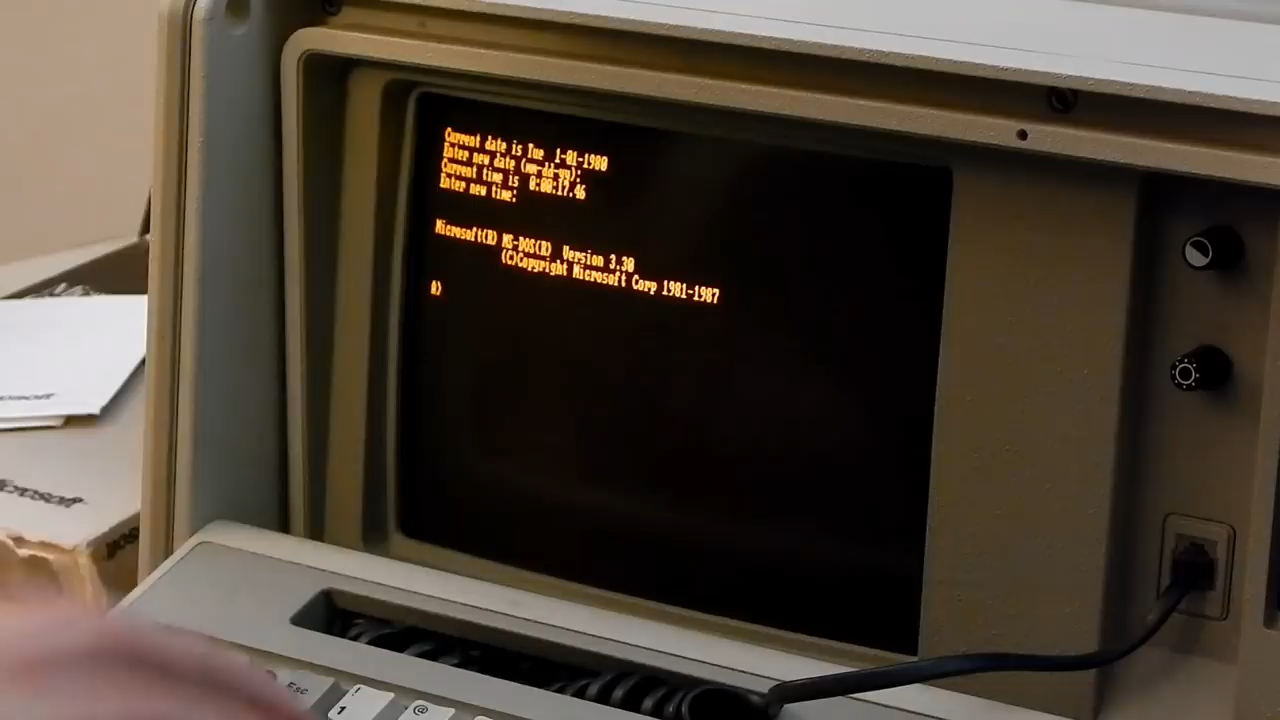 Current date is Tue  1-01-1980
Enter new date (mm-dd-yy):
Current time is  0:00:17.46
Enter new time:
Microsoft(R) MS-DOS(R)  Version 3.30
(C)Copyright Microsoft Corp 1981-1987
A>
Microsoft
Esc
!
1
@